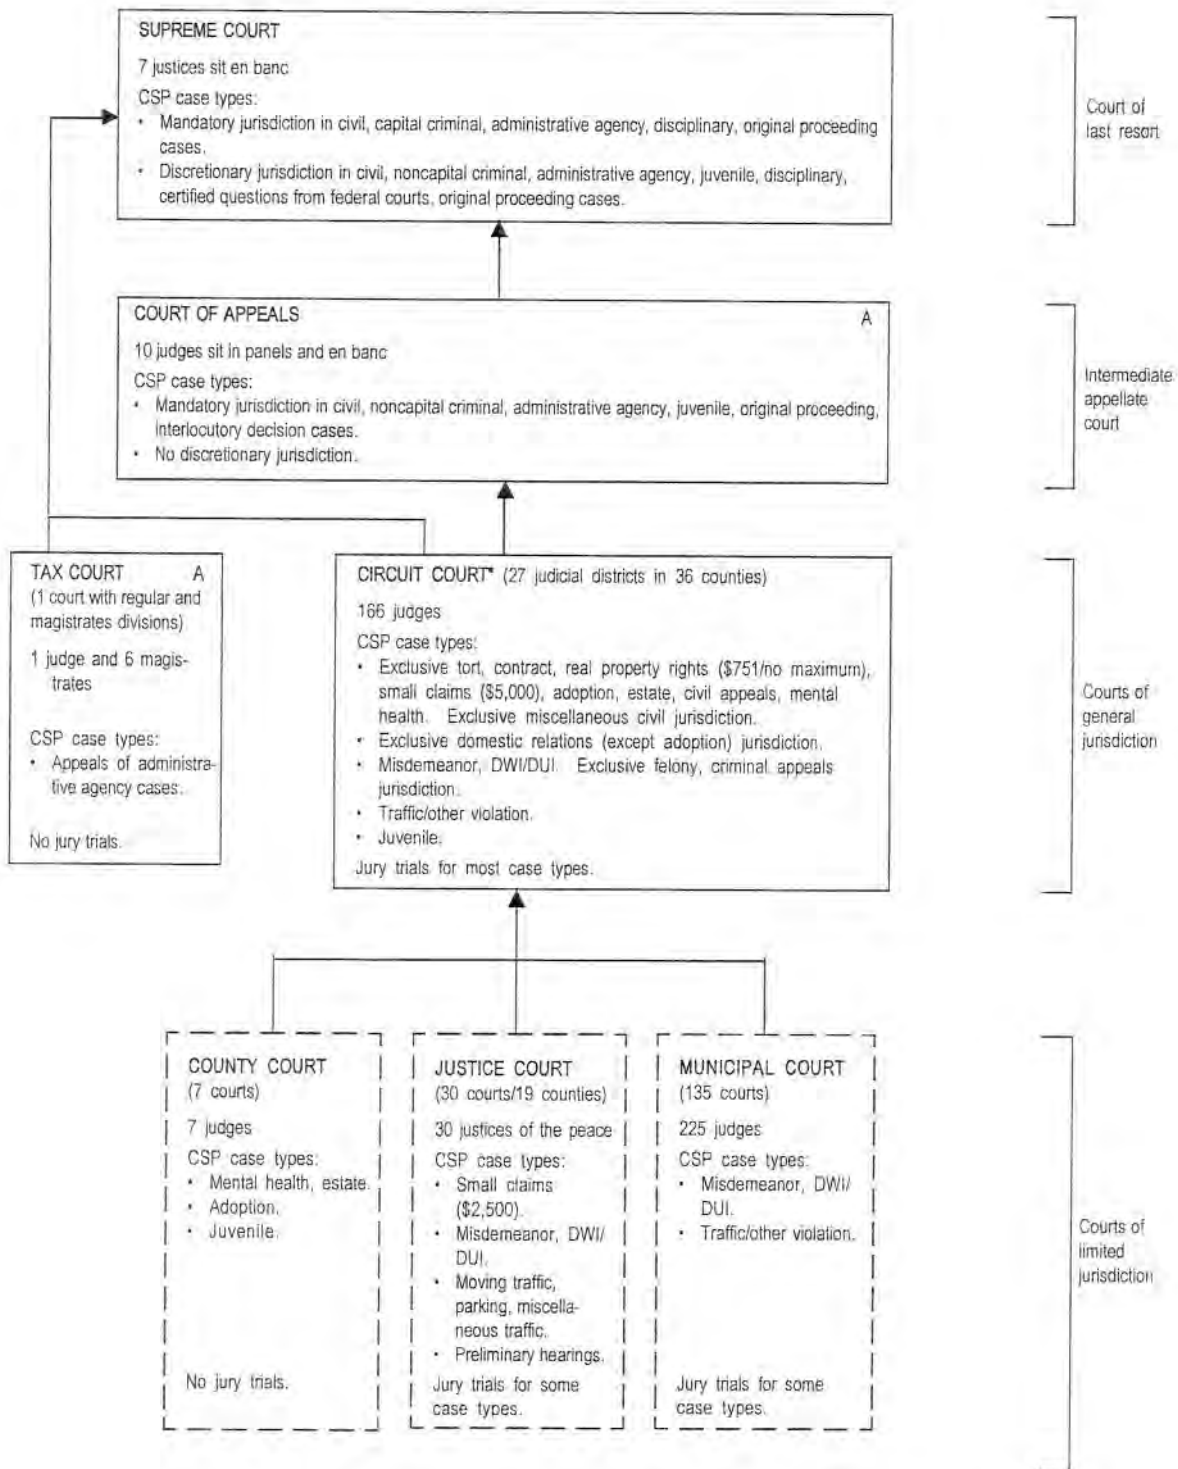 SUPREME COURT
7 justices sit en banc
CSP case types:
• Mandatory jurisdiction in civil, capital criminal, administrative agency, disciplinary, original proceeding
cases.
• Discretionary jurisdiction in civil, noncapital criminal, administrative agency, juvenile, disciplinary,
certified questions from federal courts, original proceeding cases.
Court of
last resort
COURT OF APPEALS A
10 judges sit in panels and en banc
CSP case types:
• Mandatory jurisdiction in civil, noncapital criminal, administrative agency, juvenile, original proceeding,
interlocutory decision cases.
• No discretionary jurisdiction.
Intermediate
appellate
court
TAX COURT A
(1 court with regular and
magistrates divisions)
1 judge and 6 magis-
trates
CSP case types:
• Appeals of administra-
tive agency cases.
No jury trials.
CIRCUIT COURT* (27 judicial districts in 36 counties)
166 judges
CSP case types:
• Exclusive tort, contract, real property rights ($751/no maximum),
small claims ($5,000), adoption, estate, civil appeals, mental
health. Exclusive miscellaneous civil jurisdiction.
• Exclusive domestic relations (except adoption) jurisdiction.
• Misdemeanor, DWI/DUI. Exclusive felony, criminal appeals
jurisdiction.
• Traffic/other violation.
• Juvenile.
Jury trials for most case types.
Courts of
general
jurisdiction
COUNTY COURT
(7 courts)
7 judges
CSP case types:
• Mental health, estate.
• Adoption.
• Juvenile.
No jury trials.
JUSTICE COURT
(30 courts/19 counties)
30 justices of the peace
CSP case types:
• Small claims
($2,500).
• Misdemeanor, DWI/
DUI.
• Moving traffic,
parking, miscella-
neous traffic.
• Preliminary hearings.
Jury trials for some
case types.
MUNICIPAL COURT
(135 courts)
225 judges
CSP case types:
• Misdemeanor, DWI/
DUI.
• Traffic/other violation.
Jury trials for some
case types.
Courts of
limited
jurisdiction